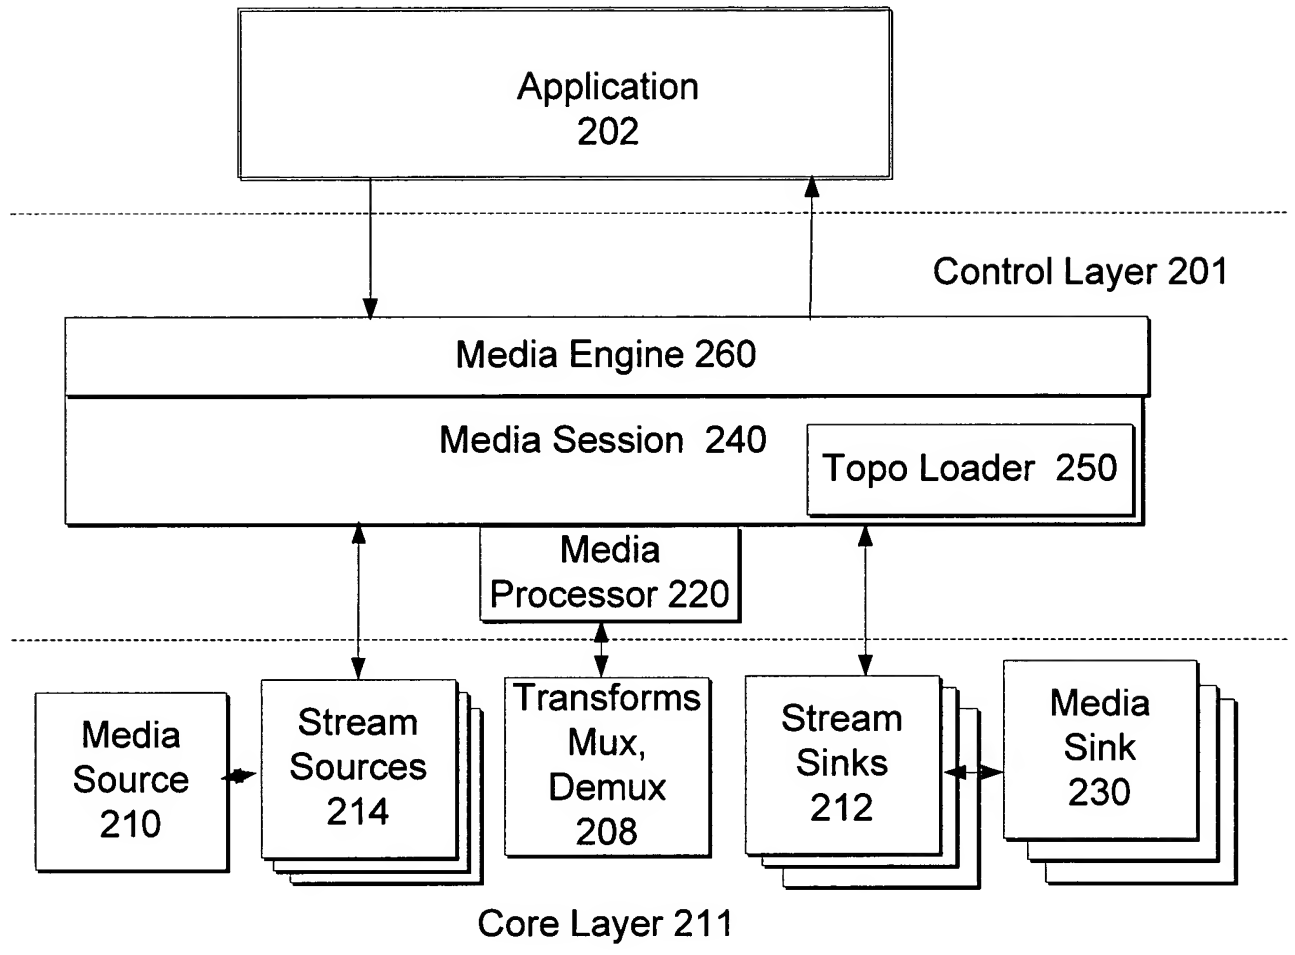 Application
202
Control Layer 201
Media Engine 260
Media Session 240
Topo Loader 250
Media
Processor 220
Media
Source
210
Stream
Sources
214
Transforms
Mux,
Demux
208
Stream
Sinks
212
Media
Sink
230
Core Layer 211